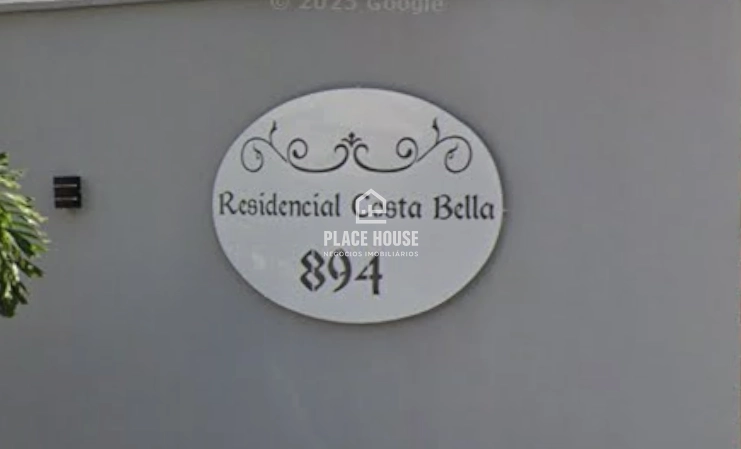 © 2023 Google
Residencial Costa Bella
PLACE HOUSE
NEGÓCIOS IMOBILIÁRIOS
894